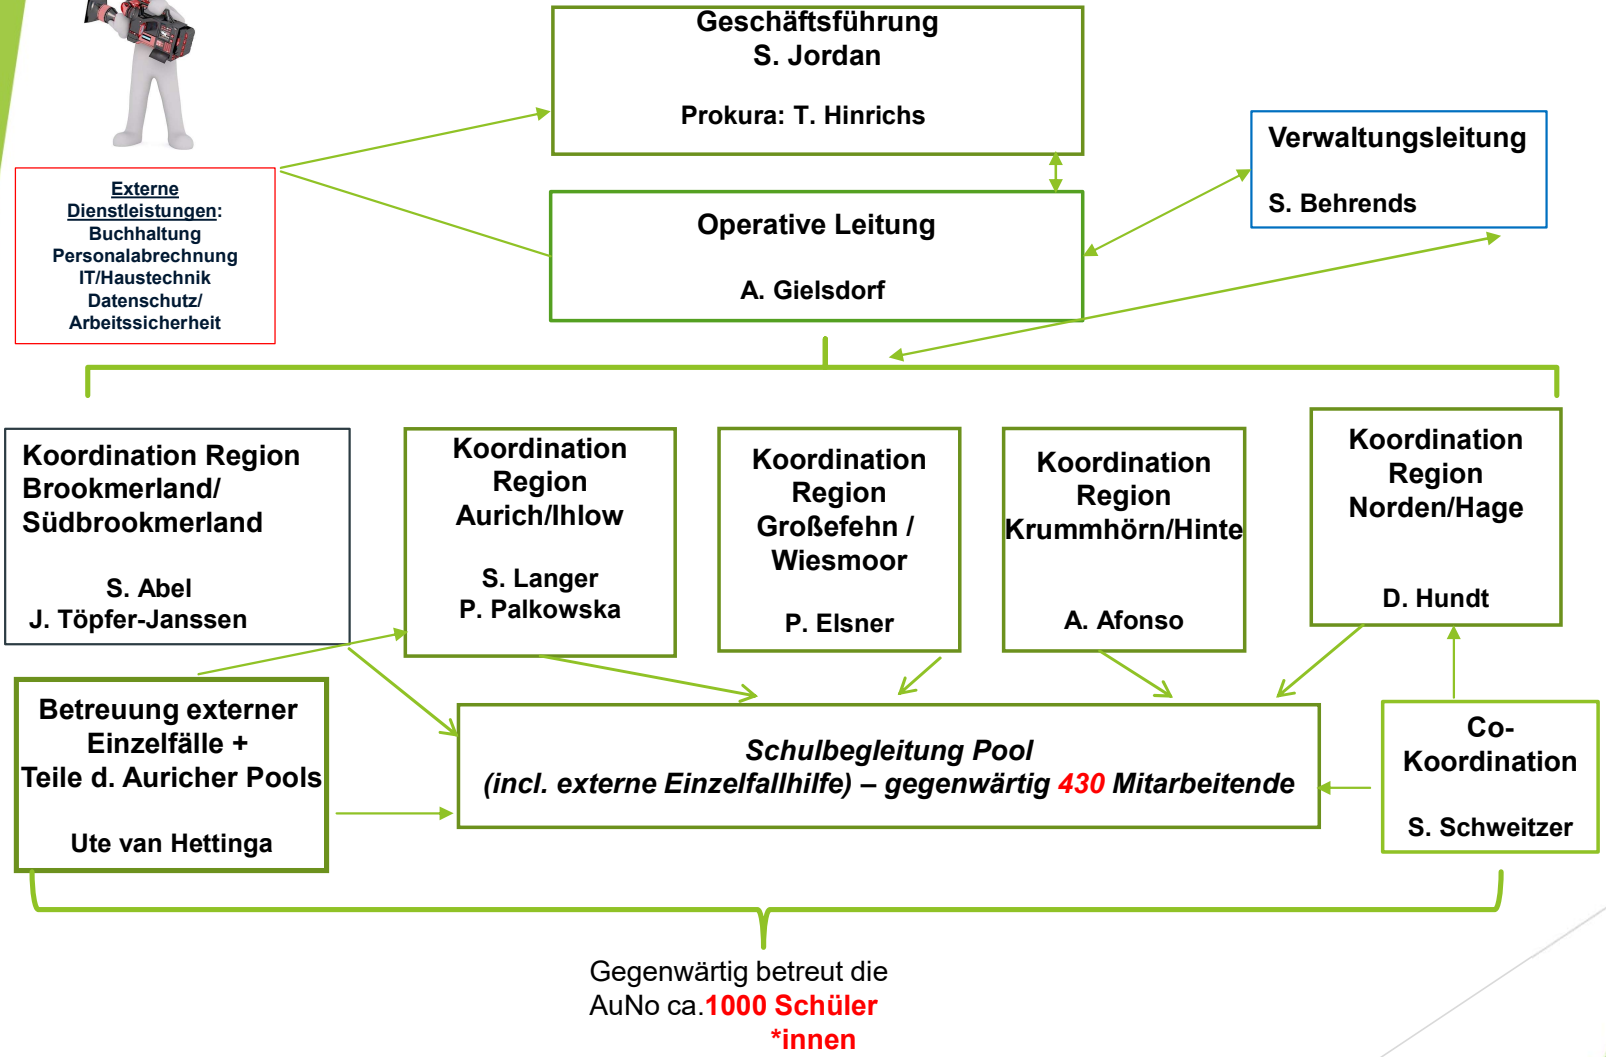 Geschäftsführung
S. Jordan
Prokura: T. Hinrichs
Verwaltungsleitung
S. Behrends
Externe
Dienstleistungen:
Buchhaltung
Personalabrechnung
IT/Haustechnik
Datenschutz/
Arbeitssicherheit
Operative Leitung
A. Gielsdorf
Koordination Region
Brookmerland/
Südbrookmerland
S. Abel
J. Töpfer-Janssen
Koordination
Region
Aurich/Ihlow
S. Langer
P. Palkowska
Koordination
Region
Großefehn /
Wiesmoor
P. Elsner
Koordination
Region
Krummhörn/Hinte
A. Afonso
Koordination
Region
Norden/Hage
D. Hundt
Betreuung externer
Einzelfälle +
Teile d. Auricher Pools
Ute van Hettinga
Schulbegleitung Pool
(incl. externe Einzelfallhilfe) – gegenwärtig 430 Mitarbeitende
Co-
Koordination
S. Schweitzer
Gegenwärtig betreut die
AuNo ca.1000 Schüler
*innen